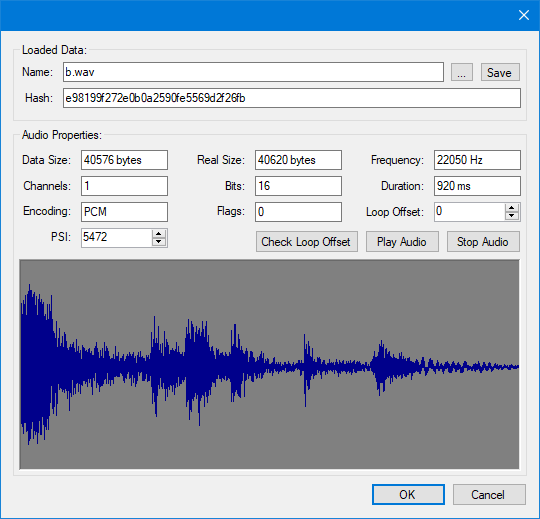 Loaded Data:
Name: b.wav ... Save
Hash: e98199f272e0b0a2590fe5569d2f26fb
Audio Properties:
Data Size: 40576 bytes Real Size: 40620 bytes Frequency: 22050 Hz
Channels: 1 Bits: 16 Duration: 920 ms
Encoding: PCM Flags: 0 Loop Offset: 0
PSI: 5472
Check Loop Offset Play Audio Stop Audio
OK Cancel